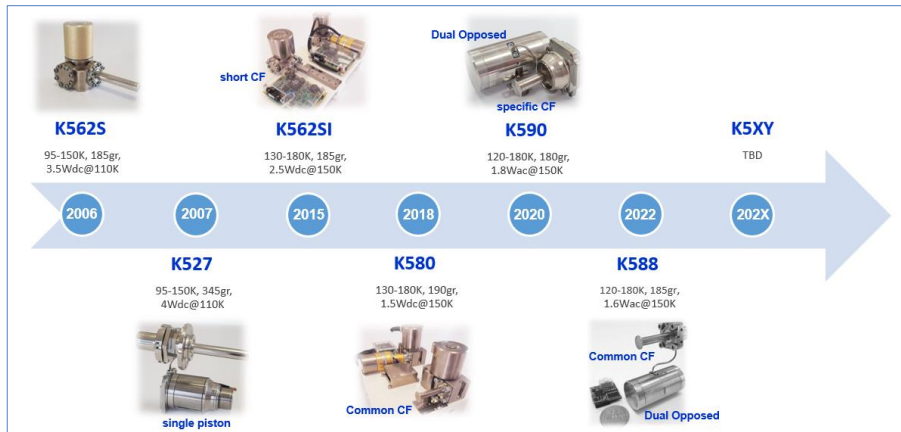 Dual Opposed
short CF
specific CF
K562S
K562SI
K590
K5XY
95-150K, 185gr,
3.5Wdc@110K
130-180K, 185gr,
2.5Wdc@150K
120-180K, 180gr,
1.8Wac@150K
TBD
2006
2007
2015
2018
2020
2022
202X
K527
K580
K588
95-150K, 345gr,
4Wdc@110K
130-180K, 190gr,
1.5Wdc@150K
120-180K, 185gr,
1.6Wac@150K
Common CF
Common CF
Dual Opposed
single piston